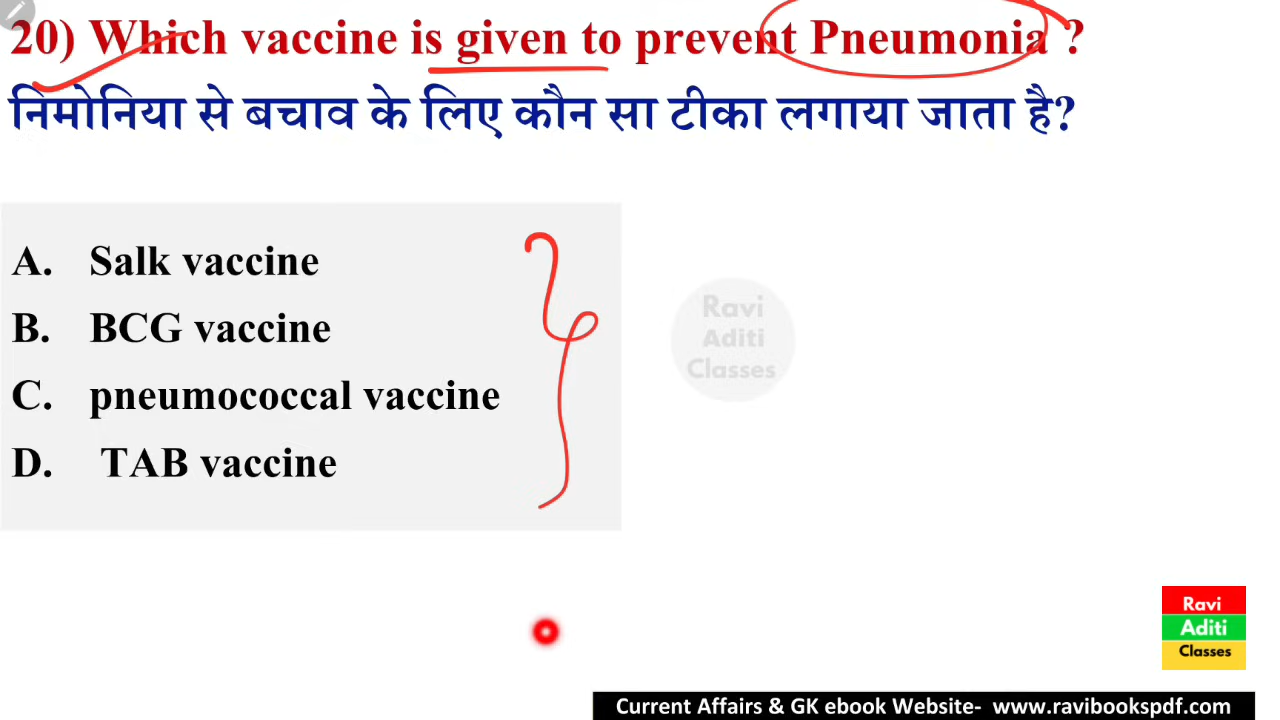 20) Which vaccine is given to prevent Pneumonia ?
निमोनिया से बचाव के लिए कौन सा टीका लगाया जाता है?
A. Salk vaccine
B. BCG vaccine
C. pneumococcal vaccine
D. TAB vaccine
Ravi
Aditi
Classes
Ravi
Aditi
Classes
Current Affairs & GK ebook Website- www.ravibookspdf.com